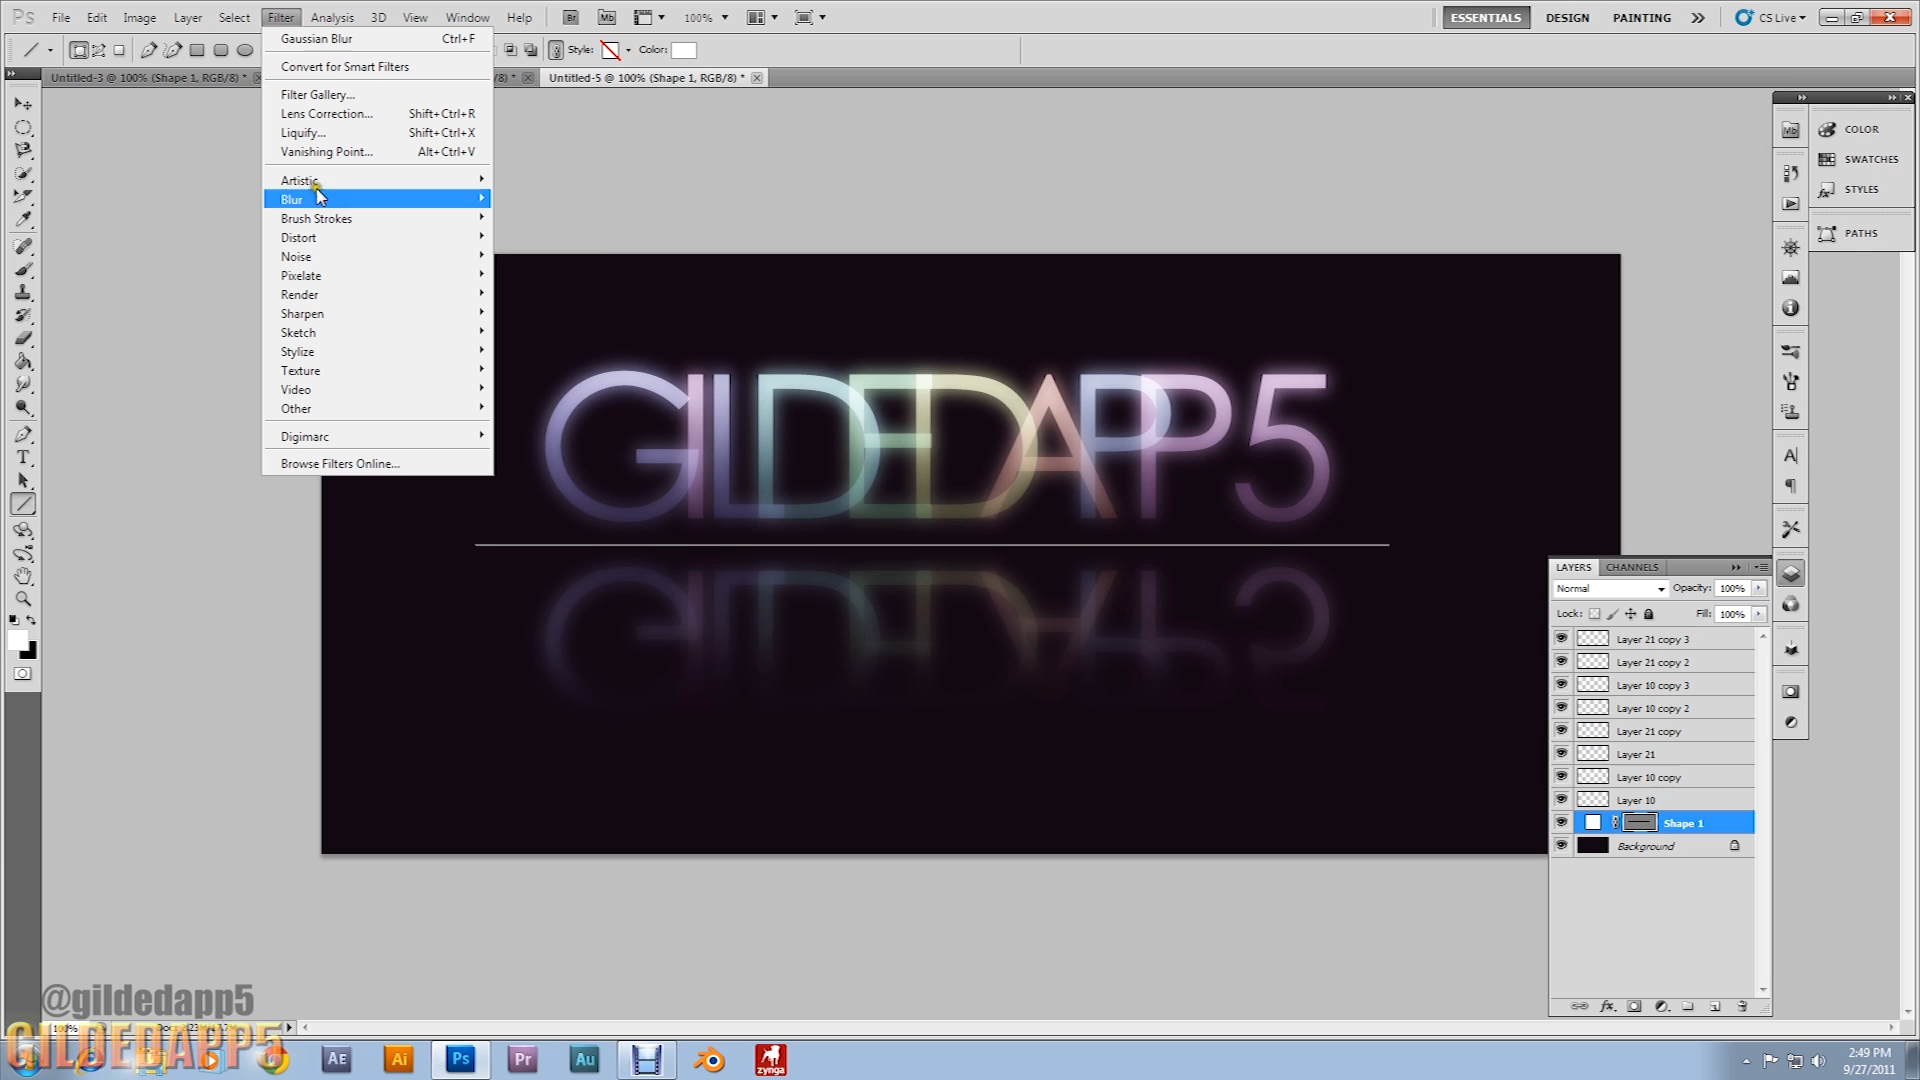 Ps File Edit Image Layer Select Filter Analysis 3D View Window Help Br Mb 100% ESSENTIALS DESIGN PAINTING CS Live
Style: Color:
Untitled-3 @ 100% (Shape 1, RGB/8) * Untitled-5 @ 100% (Shape 1, RGB/8) *
Gaussian Blur Ctrl+F
Convert for Smart Filters
Filter Gallery...
Lens Correction... Shift+Ctrl+R
Liquify... Shift+Ctrl+X
Vanishing Point... Alt+Ctrl+V
Artistic
Blur
Brush Strokes
Distort
Noise
Pixelate
Render
Sharpen
Sketch
Stylize
Texture
Video
Other
Digimarc
Browse Filters Online...
Mb COLOR
SWATCHES
STYLES
PATHS
GILDEDAPP5
GILDEDAPP5
LAYERS CHANNELS
Normal Opacity: 100%
Lock: Fill: 100%
Layer 21 copy 3
Layer 21 copy 2
Layer 10 copy 3
Layer 10 copy 2
Layer 21 copy
Layer 21
Layer 10 copy
Layer 10
Shape 1
Background
@gildedapp5
GILDEDAPP5
100%
AE Ai Ps Pr Au zynga
2:49 PM
9/27/2011